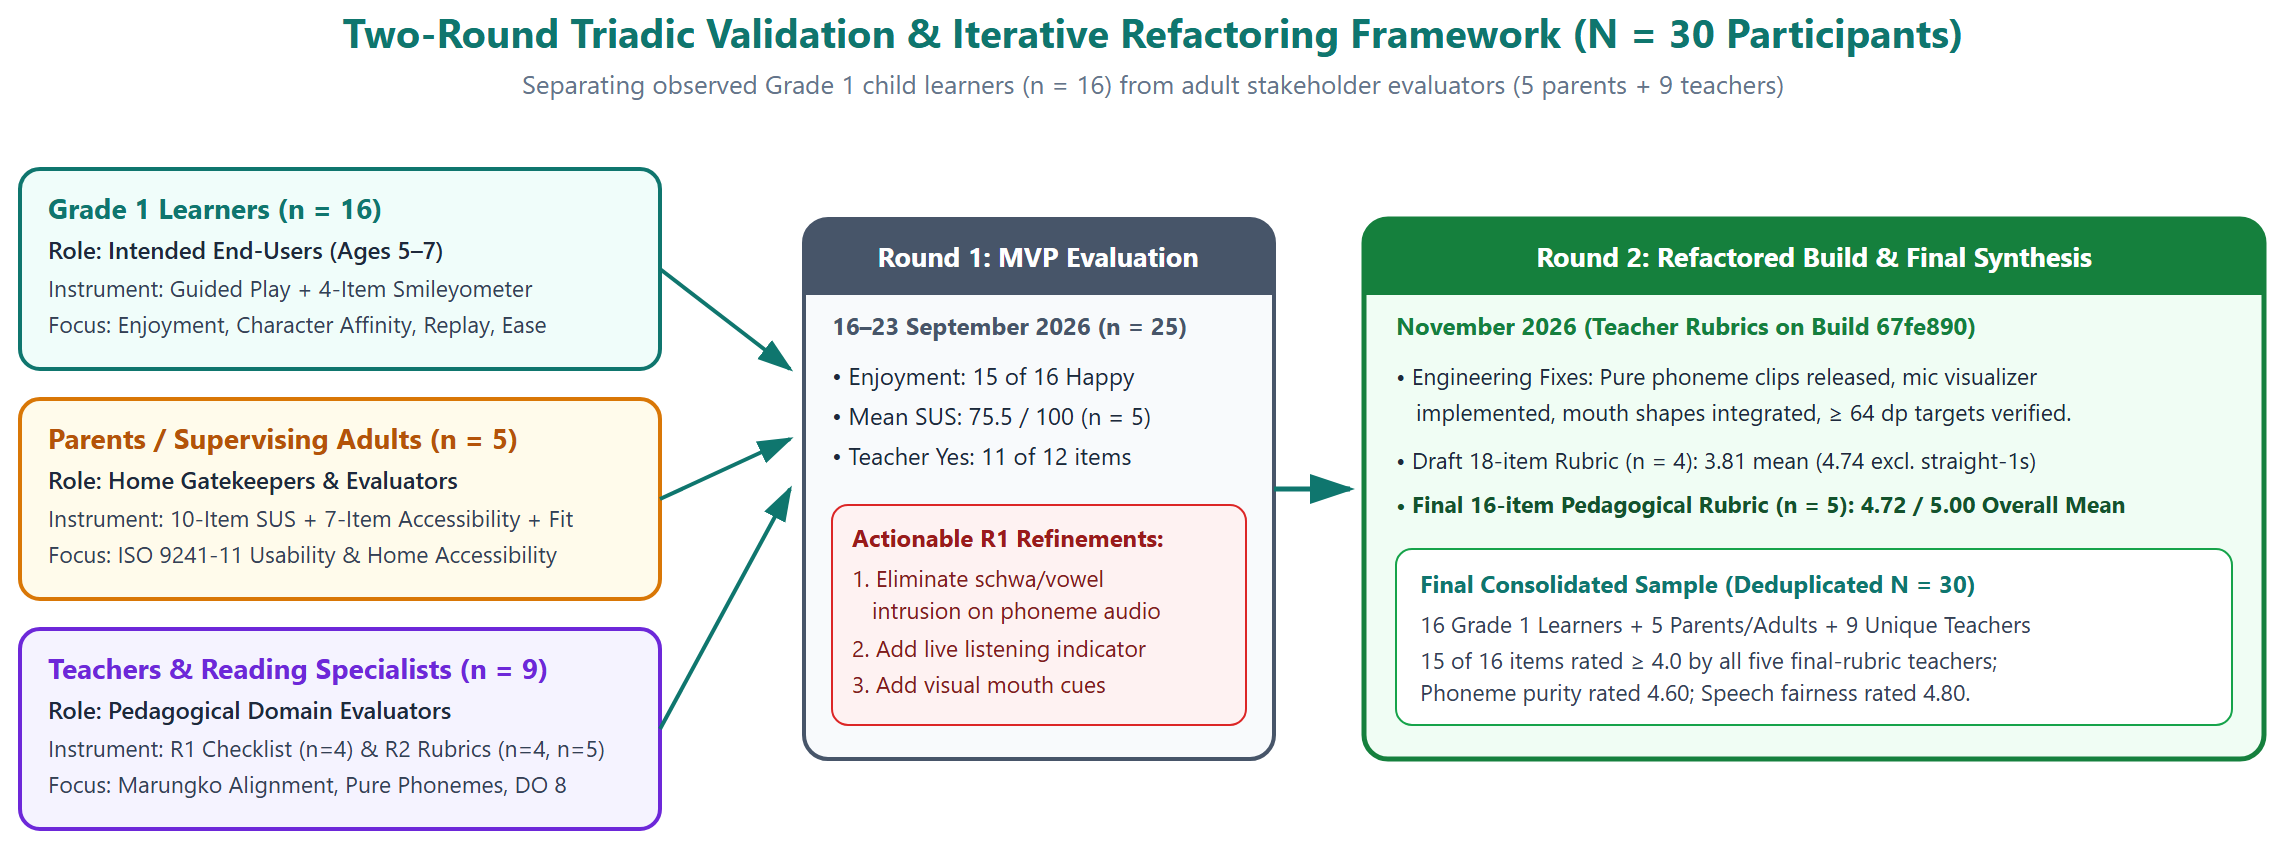 Two-Round Triadic Validation & Iterative Refactoring Framework (N = 30 Participants)
Separating observed Grade 1 child learners (n = 16) from adult stakeholder evaluators (5 parents + 9 teachers)
Grade 1 Learners (n = 16)
Role: Intended End-Users (Ages 5–7)
Instrument: Guided Play + 4-Item Smileyometer
Focus: Enjoyment, Character Affinity, Replay, Ease
Parents / Supervising Adults (n = 5)
Role: Home Gatekeepers & Evaluators
Instrument: 10-Item SUS + 7-Item Accessibility + Fit
Focus: ISO 9241-11 Usability & Home Accessibility
Teachers & Reading Specialists (n = 9)
Role: Pedagogical Domain Evaluators
Instrument: R1 Checklist (n=4) & R2 Rubrics (n=4, n=5)
Focus: Marungko Alignment, Pure Phonemes, DO 8
Round 1: MVP Evaluation
16–23 September 2026 (n = 25)
• Enjoyment: 15 of 16 Happy
• Mean SUS: 75.5 / 100 (n = 5)
• Teacher Yes: 11 of 12 items
Actionable R1 Refinements:
1. Eliminate schwa/vowel
intrusion on phoneme audio
2. Add live listening indicator
3. Add visual mouth cues
Round 2: Refactored Build & Final Synthesis
November 2026 (Teacher Rubrics on Build 67fe890)
• Engineering Fixes: Pure phoneme clips released, mic visualizer
implemented, mouth shapes integrated, ≥ 64 dp targets verified.
• Draft 18-item Rubric (n = 4): 3.81 mean (4.74 excl. straight-1s)
• Final 16-item Pedagogical Rubric (n = 5): 4.72 / 5.00 Overall Mean
Final Consolidated Sample (Deduplicated N = 30)
16 Grade 1 Learners + 5 Parents/Adults + 9 Unique Teachers
15 of 16 items rated ≥ 4.0 by all five final-rubric teachers;
Phoneme purity rated 4.60; Speech fairness rated 4.80.